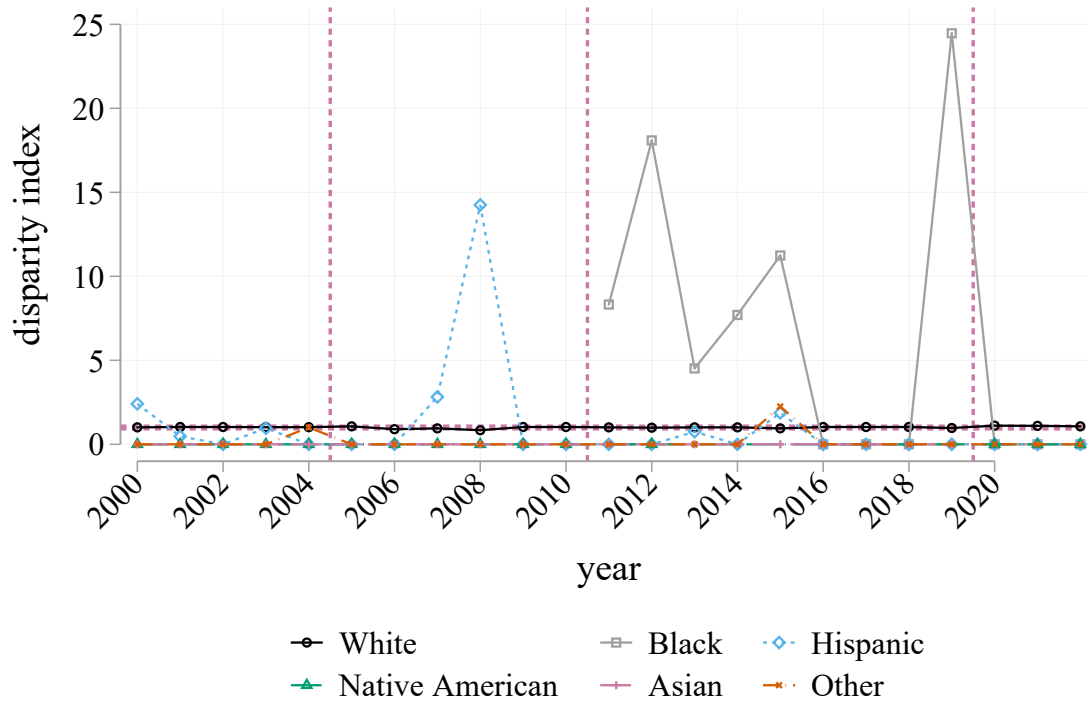 disparity index
25
20
15
10
5
0
2000
2002
2004
2006
2008
2010
2012
2014
2016
2018
2020
year
White
Black
Hispanic
Native American
Asian
Other